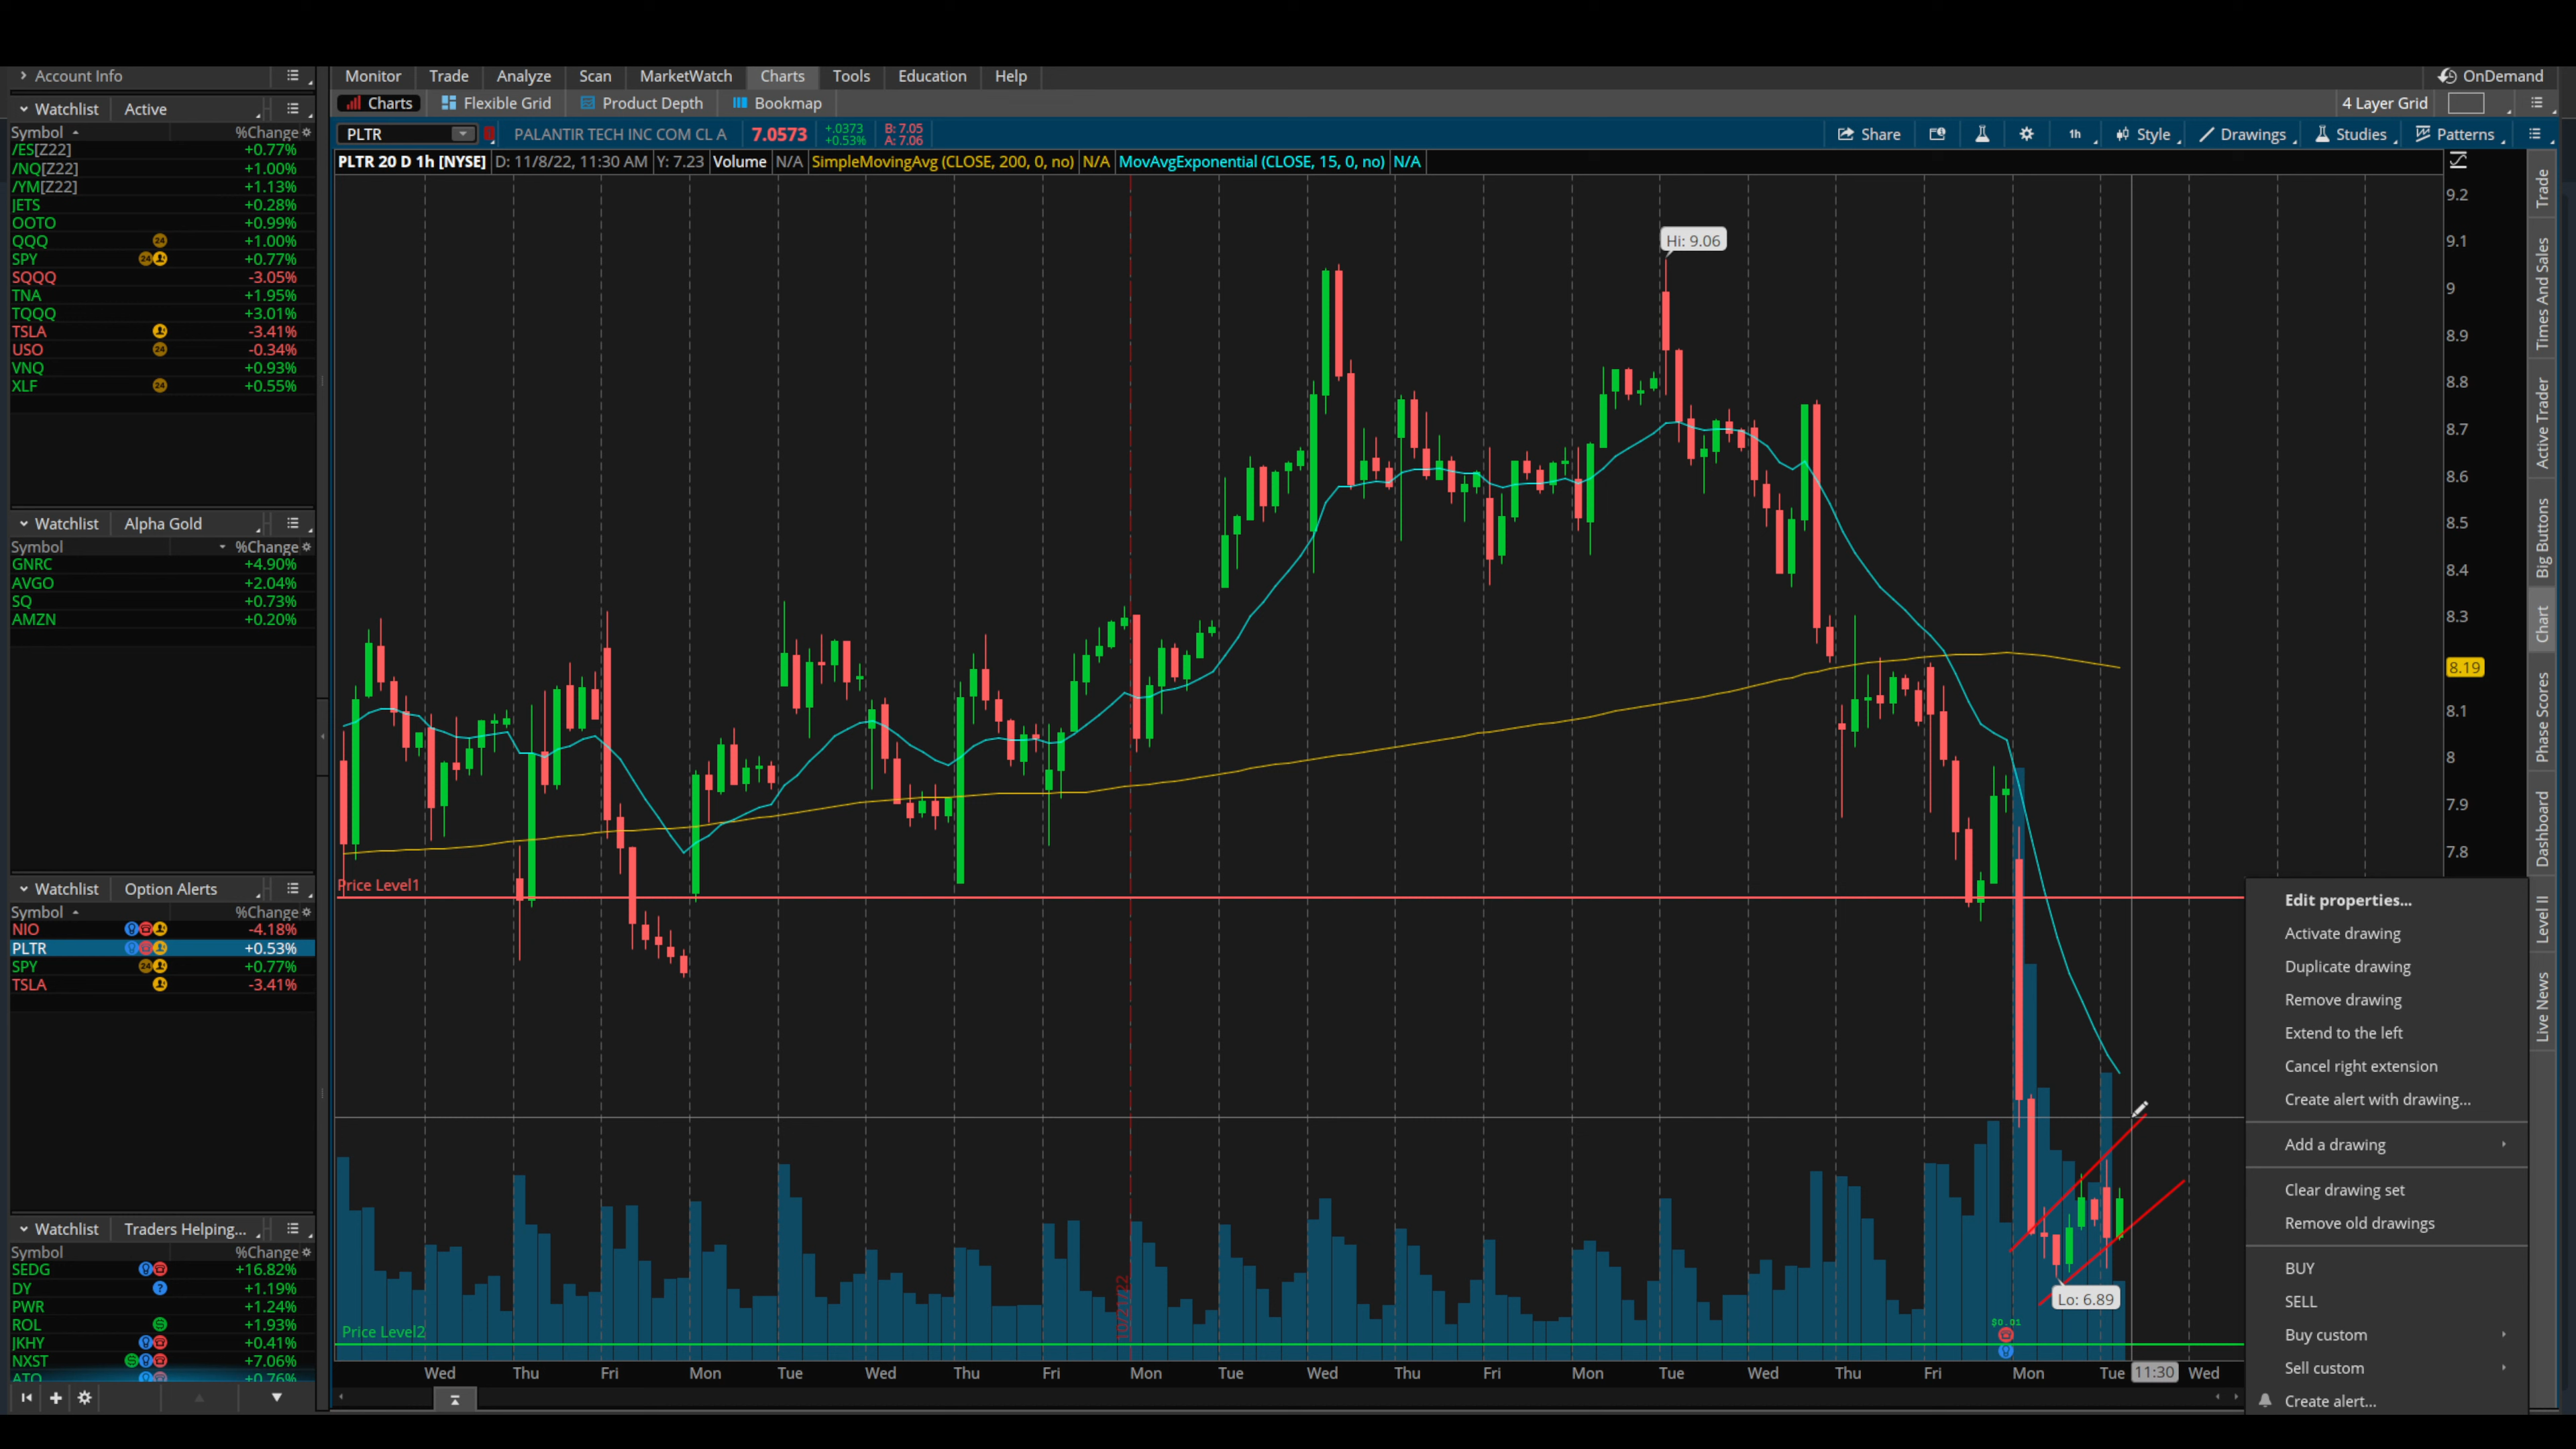 Account Info
Monitor Trade Analyze Scan MarketWatch Charts Tools Education Help OnDemand
Charts Flexible Grid Product Depth Bookmap 4 Layer Grid
PLTR PALANTIR TECH INC COM CL A 7.0573 +.0373 +0.53% B: 7.05 A: 7.06 Share 1h Style Drawings Studies Patterns
PLTR 20 D 1h [NYSE] D: 11/8/22, 11:30 AM Y: 7.23 Volume N/A SimpleMovingAvg (CLOSE, 200, 0, no) N/A MovAvgExponential (CLOSE, 15, 0, no) N/A
Watchlist Active
Symbol %Change
/ES[Z22] +0.77%
/NQ[Z22] +1.00%
/YM[Z22] +1.13%
JETS +0.28%
OOTO +0.99%
QQQ 24 +1.00%
SPY 24 +0.77%
SQQQ -3.05%
TNA +1.95%
TQQQ +3.01%
TSLA -3.41%
USO 24 -0.34%
VNQ +0.93%
XLF 24 +0.55%
Watchlist Alpha Gold
Symbol %Change
GNRC +4.90%
AVGO +2.04%
SQ +0.73%
AMZN +0.20%
Watchlist Option Alerts
Symbol %Change
NIO -4.18%
PLTR +0.53%
SPY 24 +0.77%
TSLA -3.41%
Watchlist Traders Helping...
Symbol %Change
SEDG +16.82%
DY ? +1.19%
PWR +1.24%
ROL +1.93%
JKHY +0.41%
NXST +7.06%
ATO +0.76%
Hi: 9.06
Price Level1
Price Level2
10/21/22
Lo: 6.89
$0.01
9.2
9.1
9
8.9
8.8
8.7
8.6
8.5
8.4
8.3
8.19
8.1
8
7.9
7.8
Wed Thu Fri Mon Tue Wed Thu Fri Mon Tue Wed Thu Fri Mon Tue Wed Thu Fri Mon Tue 11:30 Wed
Edit properties...
Activate drawing
Duplicate drawing
Remove drawing
Extend to the left
Cancel right extension
Create alert with drawing...
Add a drawing
Clear drawing set
Remove old drawings
BUY
SELL
Buy custom
Sell custom
Create alert...
Trade
Times And Sales
Active Trader
Big Buttons
Chart
Phase Scores
Dashboard
Level II
Live News